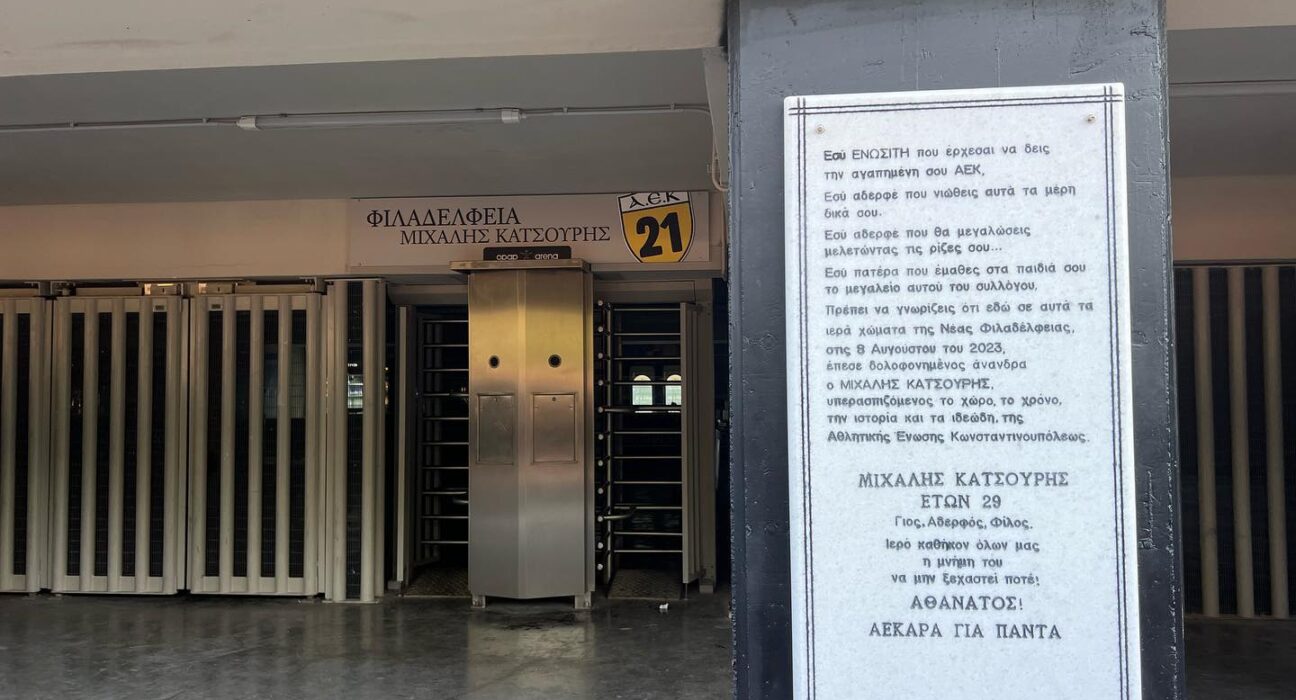 ΦΙΛΑΔΕΛΦΕΙΑ
ΜΙΧΑΛΗΣ ΚΑΤΣΟΥΡΗΣ
Α.Ε.Κ
21
opap arena
Εσύ ΕΝΩΣΙΤΗ που έρχεσαι να δεις
την αγαπημένη σου ΑΕΚ,
Εσύ αδερφέ που νιώθεις αυτά τα μέρη
δικά σου.
Εσύ αδερφέ που θα μεγαλώσεις
μελετώντας τις ρίζες σου...
Εσύ πατέρα που έμαθες στα παιδιά σου
το μεγαλείο αυτού του συλλόγου,
Πρέπει να γνωρίζεις ότι εδώ σε αυτά τα
ιερά χώματα της Νέας Φιλαδέλφειας,
στις 8 Αυγούστου του 2023,
έπεσε δολοφονημένος άνανδρα
ο ΜΙΧΑΛΗΣ ΚΑΤΣΟΥΡΗΣ,
υπερασπιζόμενος το χώρο, το χρόνο,
την ιστορία και τα ιδεώδη, της
Αθλητικής Ένωσης Κωνσταντινουπόλεως.
ΜΙΧΑΛΗΣ ΚΑΤΣΟΥΡΗΣ
ΕΤΩΝ 29
Γιος, Αδερφός, Φίλος.
Ιερό καθήκον όλων μας
η μνήμη του
να μην ξεχαστεί ποτέ!
ΑΘΑΝΑΤΟΣ!
ΑΕΚΑΡΑ ΓΙΑ ΠΑΝΤΑ